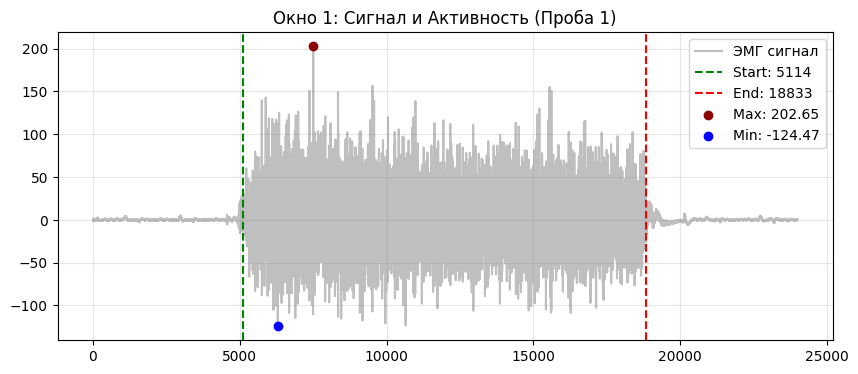 Окно 1: Сигнал и Активность (Проба 1)
ЭМГ сигнал
Start: 5114
End: 18833
Max: 202.65
Min: -124.47
200
150
100
50
0
−50
−100
0
5000
10000
15000
20000
25000